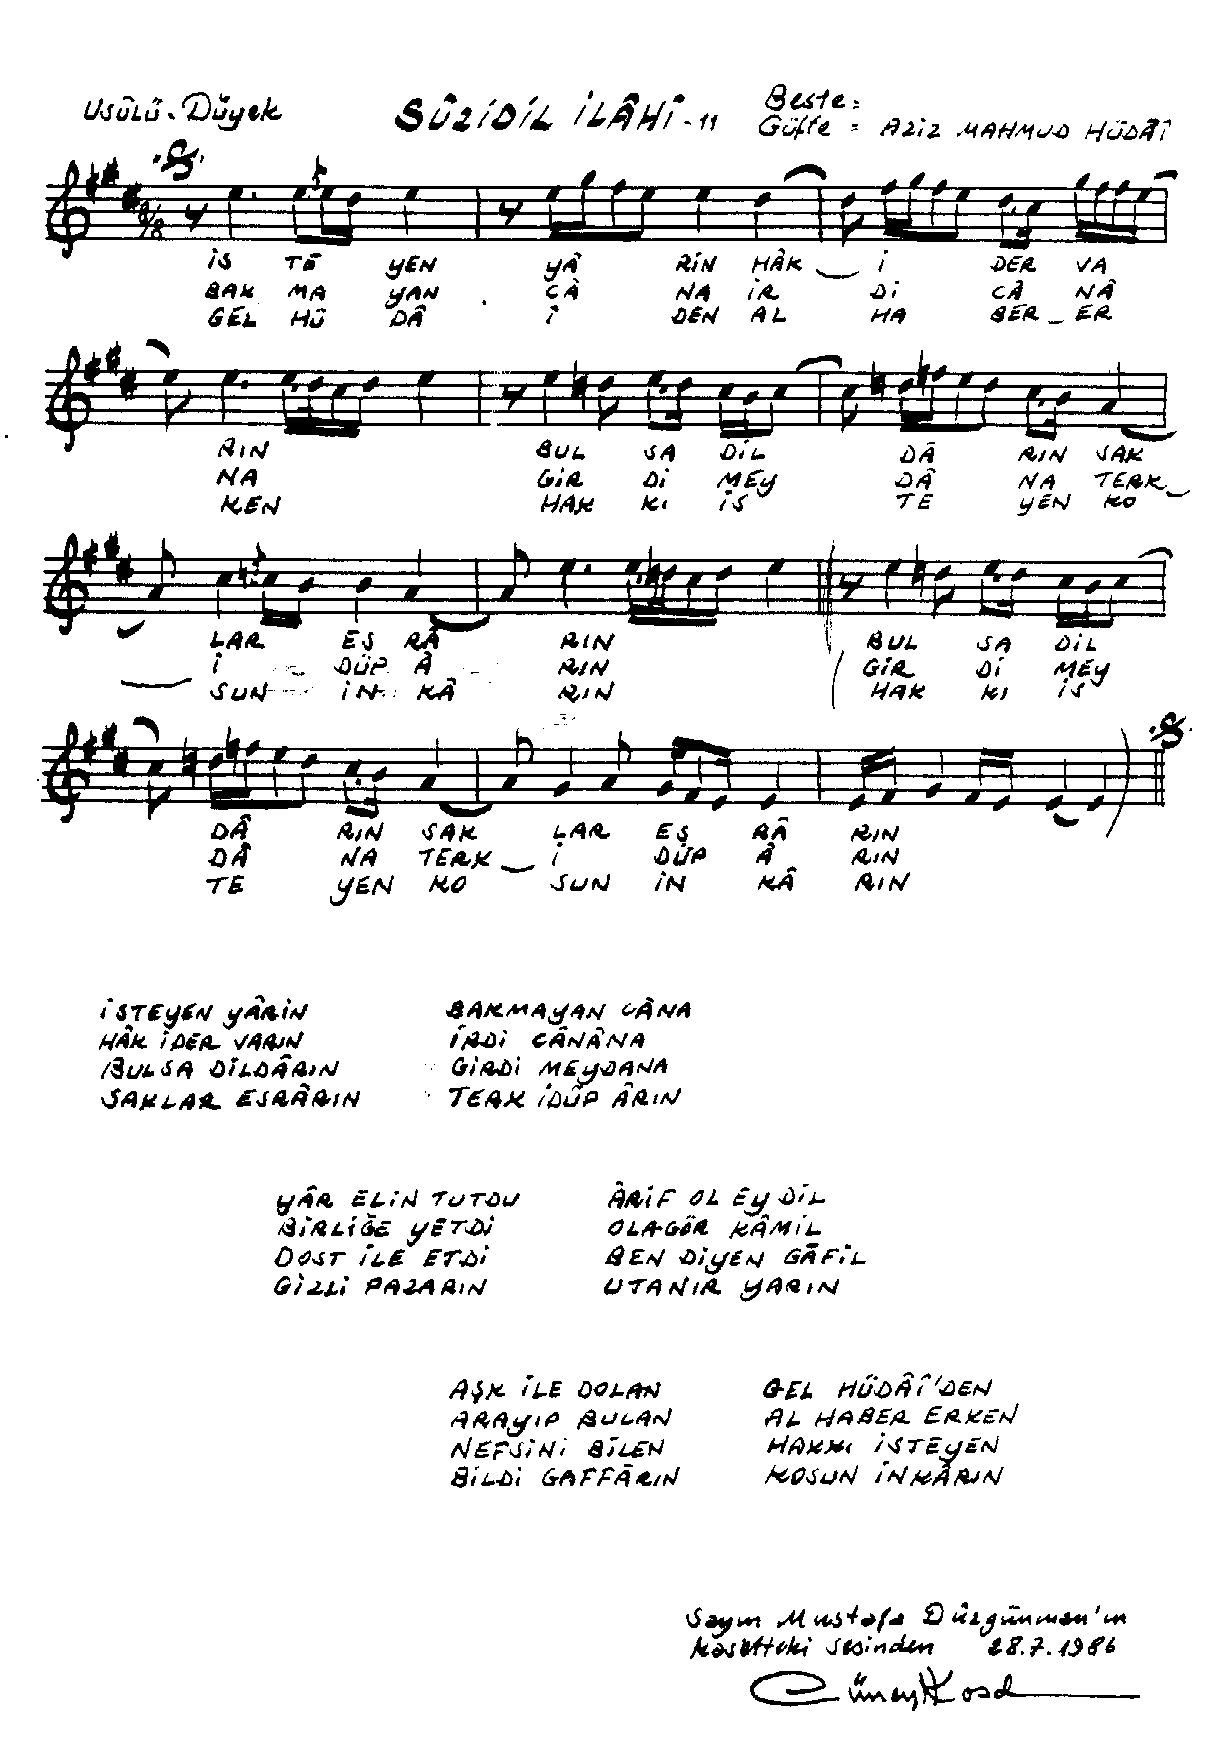 USÛLÜ. Düyek
SÛZİDİL İLÂHÎ - 11
Beste:
Güfte = AZİZ MAHMUD HÜDÂÎ
8/8
İS TE YEN YÂ RİN HÂK İ DER VA
BAK MA YAN CÂ NA İR Dİ CÂ NÂ
GEL HÜ DÂ Î DEN AL HA BER ER
RIN BUL SA DİL DÂ RIN SAK
NA GİR Dİ MEY DÂ NA TERK
KEN HAK KI İS TE YEN KO
LAR ES RÂ RIN BUL SA DİL
İ DÜP Â RIN GİR Dİ MEY
SUN İN KÂ RIN HAK KI İS
DÂ RIN SAK LAR ES RÂ RIN
DÂ NA TERK İ DÜP Â RIN
TE YEN KO SUN İN KÂ RIN
İSTEYEN YÂRİN
HÂK İDER VARIN
BULSA DİLDÂRIN
SAKLAR ESRÂRIN
BAKMAYAN CÂNA
İRDİ CÂNÂNA
GİRDİ MEYDANA
TERK İDÜP ÂRIN
YÂR ELİN TUTDU
BİRLİĞE YETDİ
DOST İLE ETDİ
GİZLİ PAZARIN
ÂRİF OL EY DİL
OLAGÖR KÂMİL
BEN DİYEN GÂFİL
UTANIR YARIN
AŞK İLE DOLAN
ARAYIP BULAN
NEFSİNİ BİLEN
BİLDİ GAFFÂRIN
GEL HÜDÂÎ'DEN
AL HABER ERKEN
HAKKI İSTEYEN
KOSUN İNKÂRIN
Sayın Mustafa Düzgünman'ın
kasetteki sesinden 28.7.1986